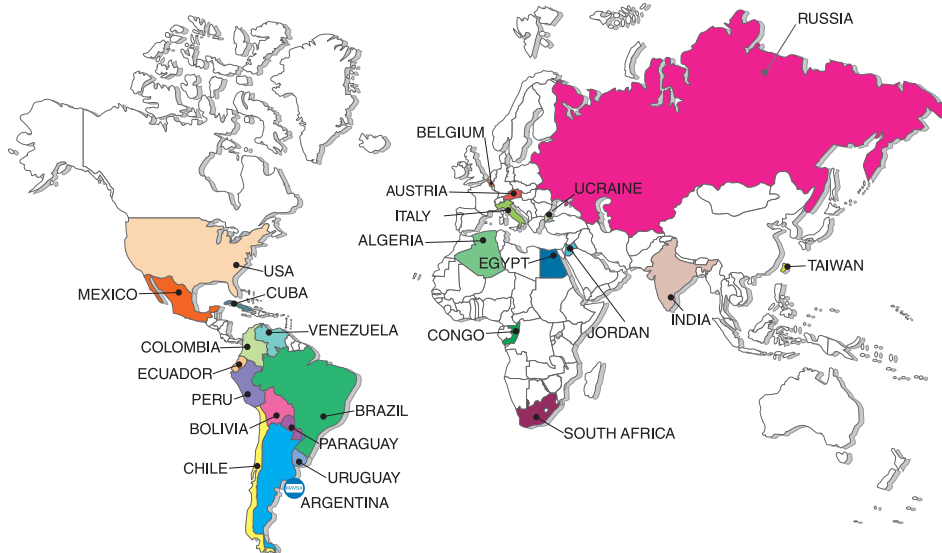 RUSSIA
BELGIUM
AUSTRIA
UCRAINE
ITALY
ALGERIA
EGYPT
TAIWAN
USA
MEXICO
CUBA
INDIA
VENEZUELA
CONGO
JORDAN
COLOMBIA
ECUADOR
PERU
BRAZIL
BOLIVIA
SOUTH AFRICA
PARAGUAY
CHILE
URUGUAY
ARGENTINA